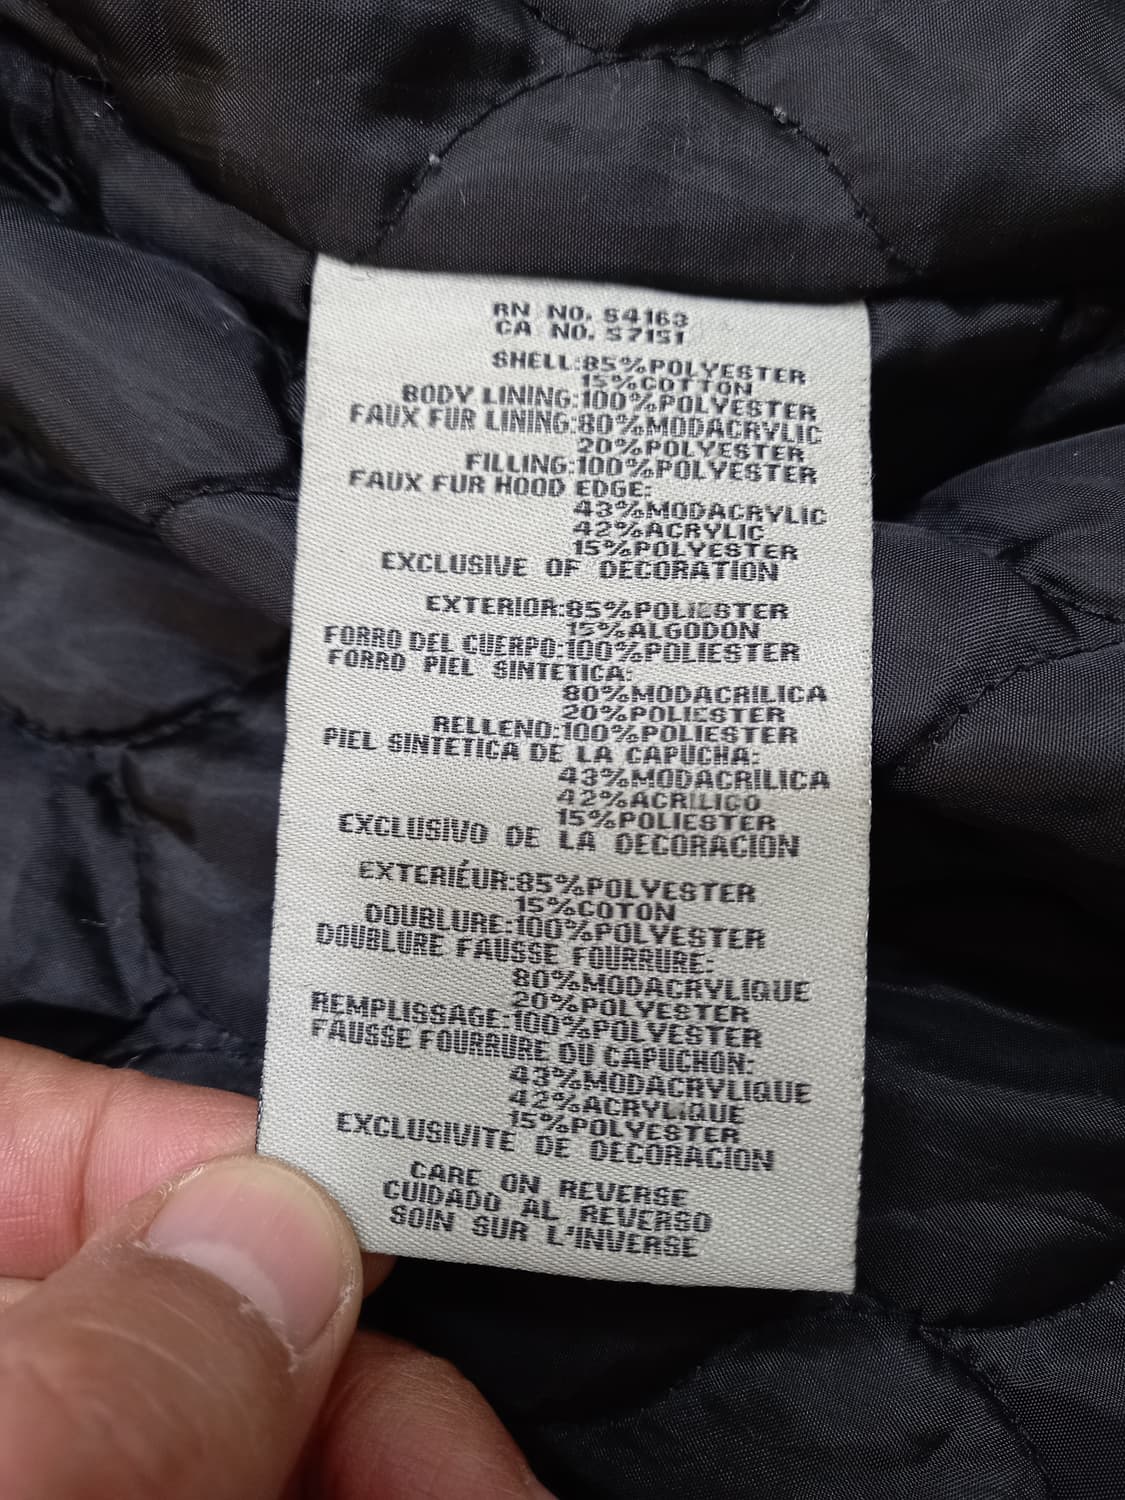 RN NO. 54163
CA NO. 57151
SHELL:85%POLYESTER
15%COTTON
BODY LINING:100%POLYESTER
FAUX FUR LINING:80%MODACRYLIC
20%POLYESTER
FILLING:100%POLYESTER
FAUX FUR HOOD EDGE:
43%MODACRYLIC
42%ACRYLIC
15%POLYESTER
EXCLUSIVE OF DECORATION
EXTERIOR:85%POLIESTER
15%ALGODON
FORRO DEL CUERPO:100%POLIESTER
FORRO PIEL SINTETICA:
80%MODACRILICA
20%POLIESTER
RELLENO:100%POLIESTER
PIEL SINTETICA DE LA CAPUCHA:
43%MODACRILICA
42%ACRILICO
15%POLIESTER
EXCLUSIVO DE LA DECORACION
EXTERIÉUR:85%POLYESTER
15%COTON
DOUBLURE:100%POLYESTER
DOUBLURE FAUSSE FOURRURE:
80%MODACRYLIQUE
20%POLYESTER
REMPLISSAGE:100%POLYESTER
FAUSSE FOURRURE DU CAPUCHON:
43%MODACRYLIQUE
42%ACRYLIQUE
15%POLYESTER
EXCLUSIVITE DE DECORACION
CARE ON REVERSE
CUIDADO AL REVERSO
SOIN SUR L'INVERSE